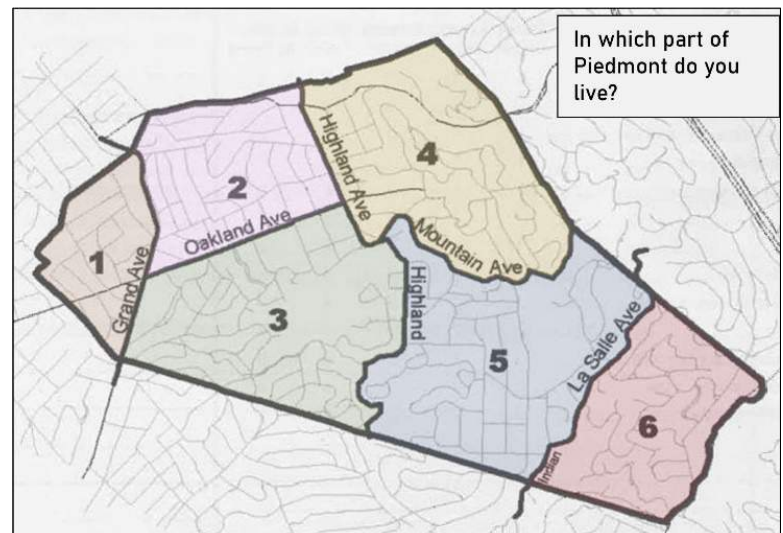 In which part of
Piedmont do you
live?
4
Highland Ave
2
Oakland Ave
Mountain Ave
1
Grand Ave
Highland
3
5
La Salle Ave
6
Indian